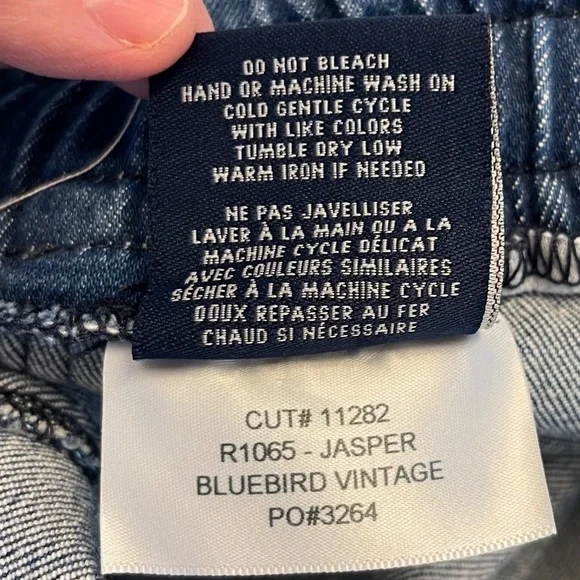 DO NOT BLEACH
HAND OR MACHINE WASH ON
COLD GENTLE CYCLE
WITH LIKE COLORS
TUMBLE DRY LOW
WARM IRON IF NEEDED
NE PAS JAVELLISER
LAVER À LA MAIN OU A LA
MACHINE CYCLE DÉLICAT
AVEC COULEURS SIMILAIRES
SÉCHER À LA MACHINE CYCLE
DOUX REPASSER AU FER
CHAUD SI NÉCESSAIRE
CUT# 11282
R1065 - JASPER
BLUEBIRD VINTAGE
PO#3264